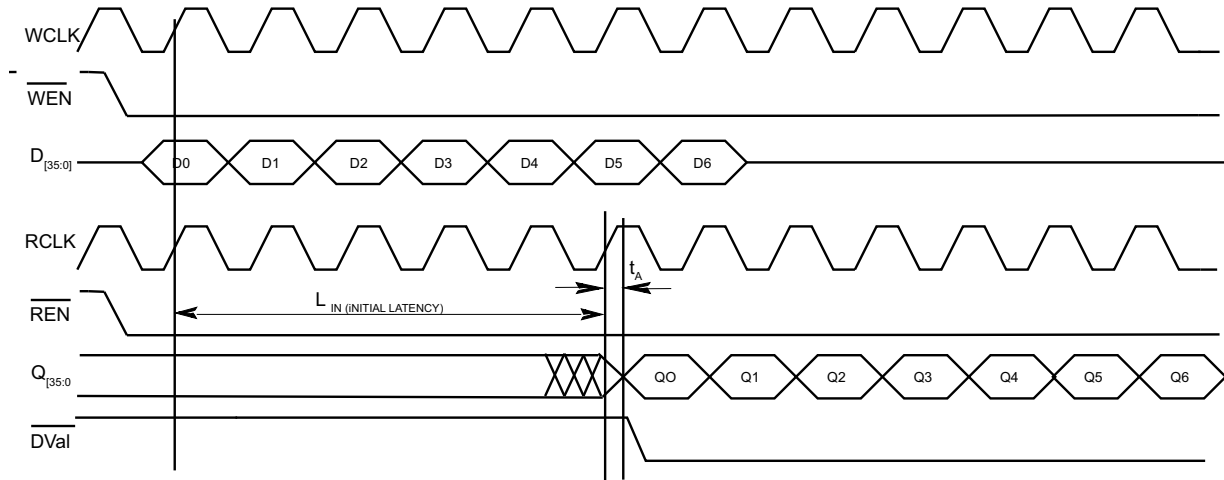 WCLK
WEN
D[35:0]
D0 D1 D2 D3 D4 D5 D6
RCLK
tA
REN
L IN (iNITIAL LATENCY)
Q[35:0
QO Q1 Q2 Q3 Q4 Q5 Q6
DVal